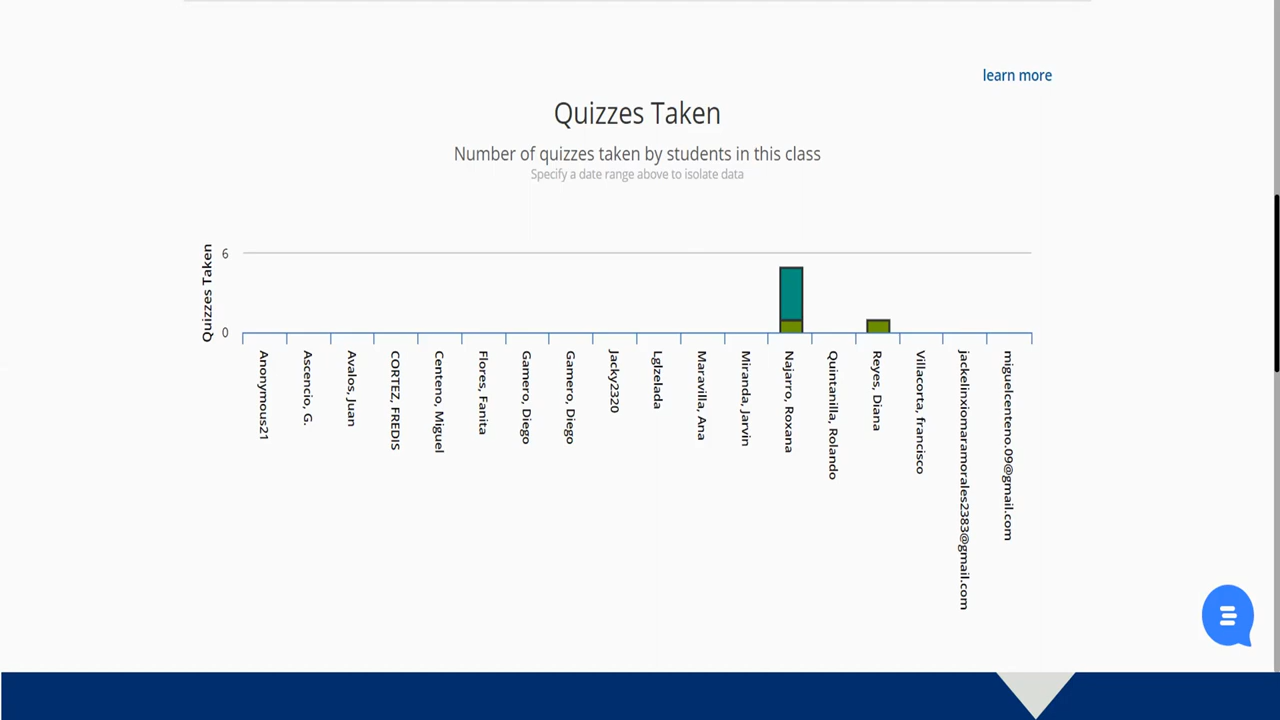 learn more
Quizzes Taken
Number of quizzes taken by students in this class
Specify a date range above to isolate data
Quizzes Taken
6
0
Anonymous21
Ascencio, G.
Avalos, Juan
CORTEZ, FREDIS
Centeno, Miguel
Flores, Fanita
Gamero, Diego
Gamero, Diego
Jacky2320
Lglzelada
Maravilla, Ana
Miranda, Jarvin
Najarro, Roxana
Quintanilla, Rolando
Reyes, Diana
Villacorta, francisco
jackelinxiomaramorales2383@gmail.com
miguelcenteno.09@gmail.com